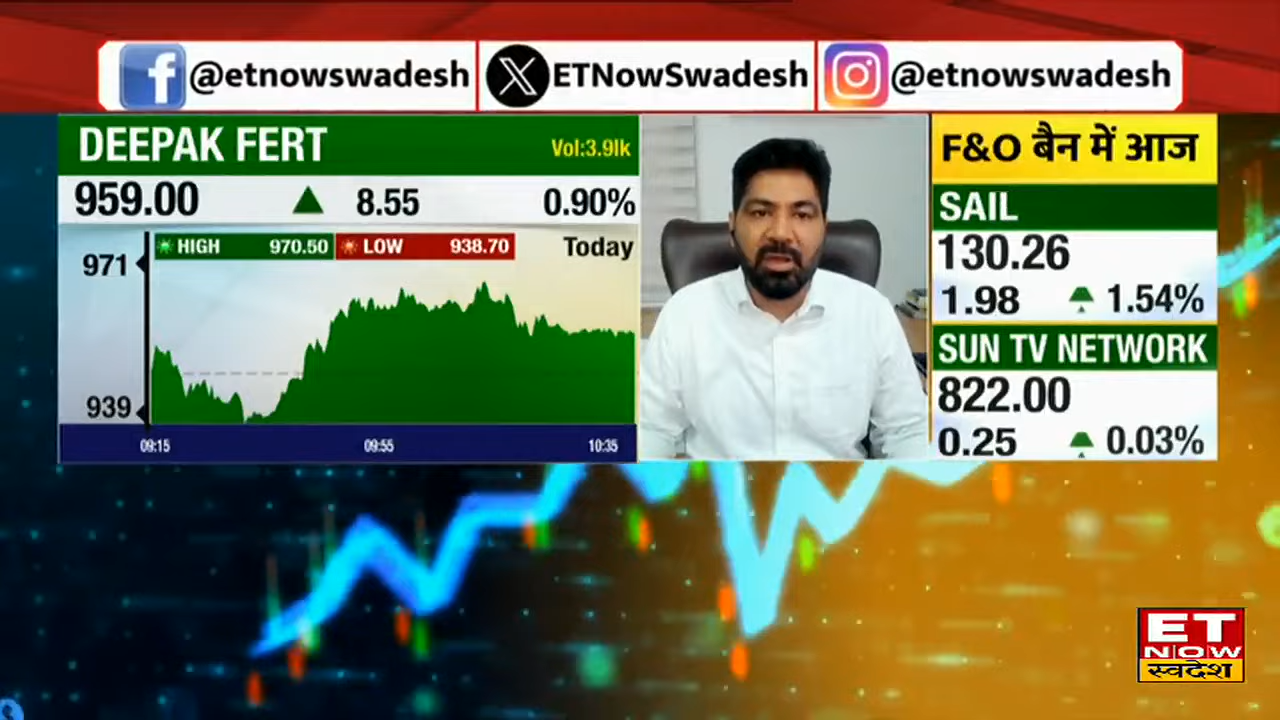 @etnowswadesh
ETNowSwadesh
@etnowswadesh
DEEPAK FERT
Vol:3.9lk
959.00 ▲ 8.55 0.90%
HIGH 970.50 LOW 938.70 Today
971
939
09:15 09:55 10:35
F&O बैन में आज
SAIL
130.26
1.98 1.54%
SUN TV NETWORK
822.00
0.25 0.03%
ET
NOW
स्वदेश